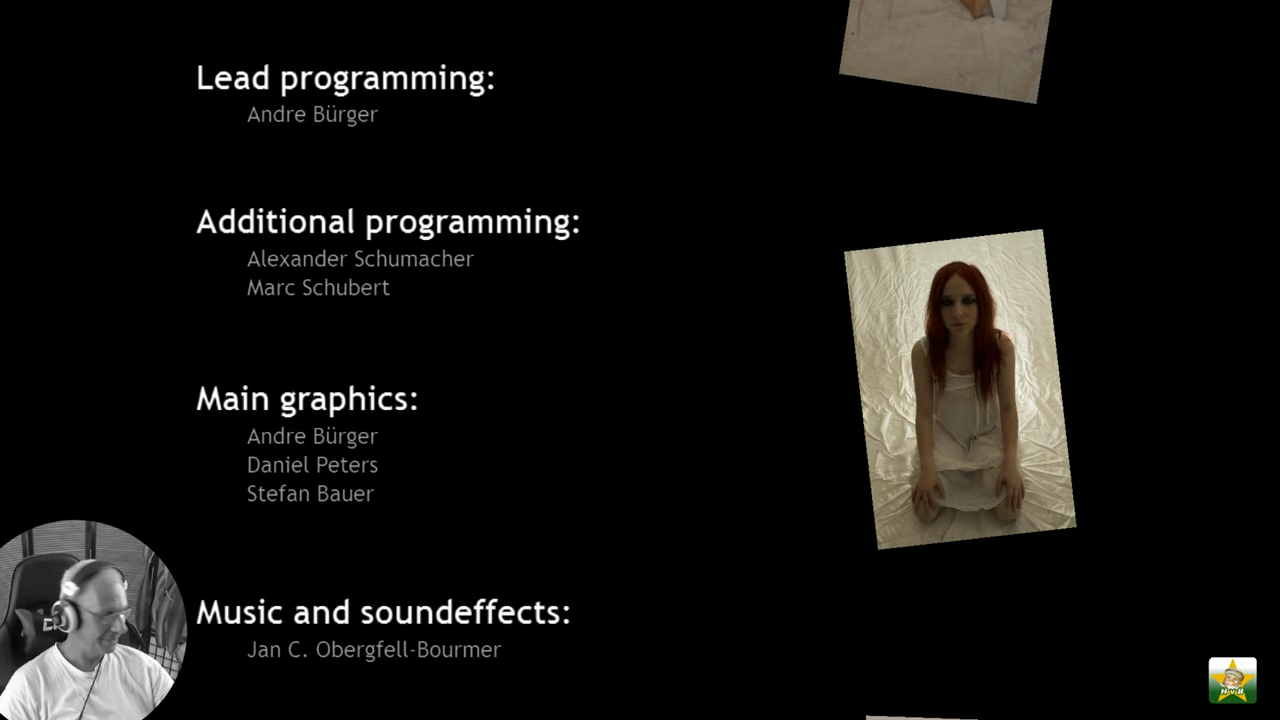 Lead programming:
Andre Bürger
Additional programming:
Alexander Schumacher
Marc Schubert
Main graphics:
Andre Bürger
Daniel Peters
Stefan Bauer
Music and soundeffects:
Jan C. Obergfell-Bourmer